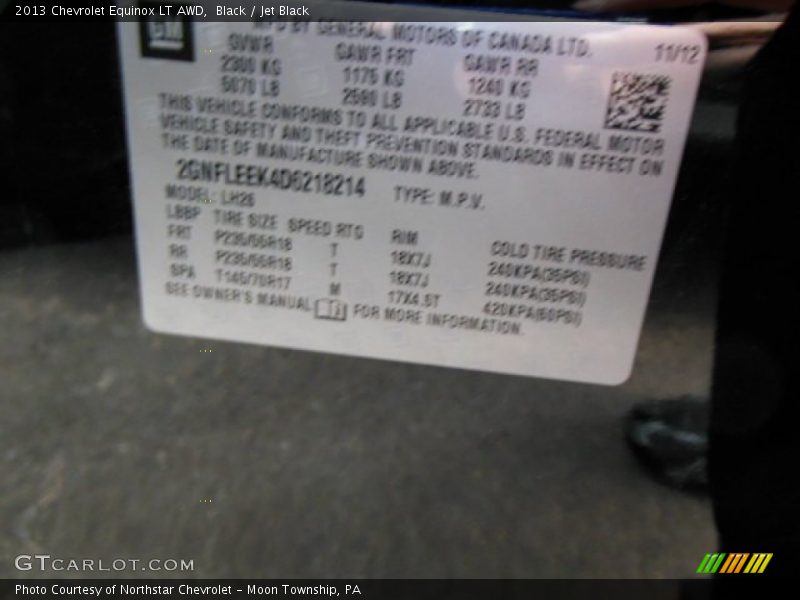 2013 Chevrolet Equinox LT AWD,  Black / Jet Black
GM
MFD BY GENERAL MOTORS OF CANADA LTD.
11/12
GVWR GAWR FRT GAWR RR
2300 KG 1175 KG 1240 KG
5070 LB 2590 LB 2733 LB
THIS VEHICLE CONFORMS TO ALL APPLICABLE U.S. FEDERAL MOTOR
VEHICLE SAFETY AND THEFT PREVENTION STANDARDS IN EFFECT ON
THE DATE OF MANUFACTURE SHOWN ABOVE.
2GNFLEEK4D6218214 TYPE: M.P.V.
MODEL: LH26
LBBP TIRE SIZE SPEED RTG RIM COLD TIRE PRESSURE
FRT P235/55R18 T 18X7J 240KPA(35PSI)
RR P235/55R18 T 18X7J 240KPA(35PSI)
SPA T145/70R17 M 17X4.5T 420KPA(60PSI)
SEE OWNER'S MANUAL FOR MORE INFORMATION.
GTCARLOT.COM
Photo Courtesy of Northstar Chevrolet - Moon Township, PA